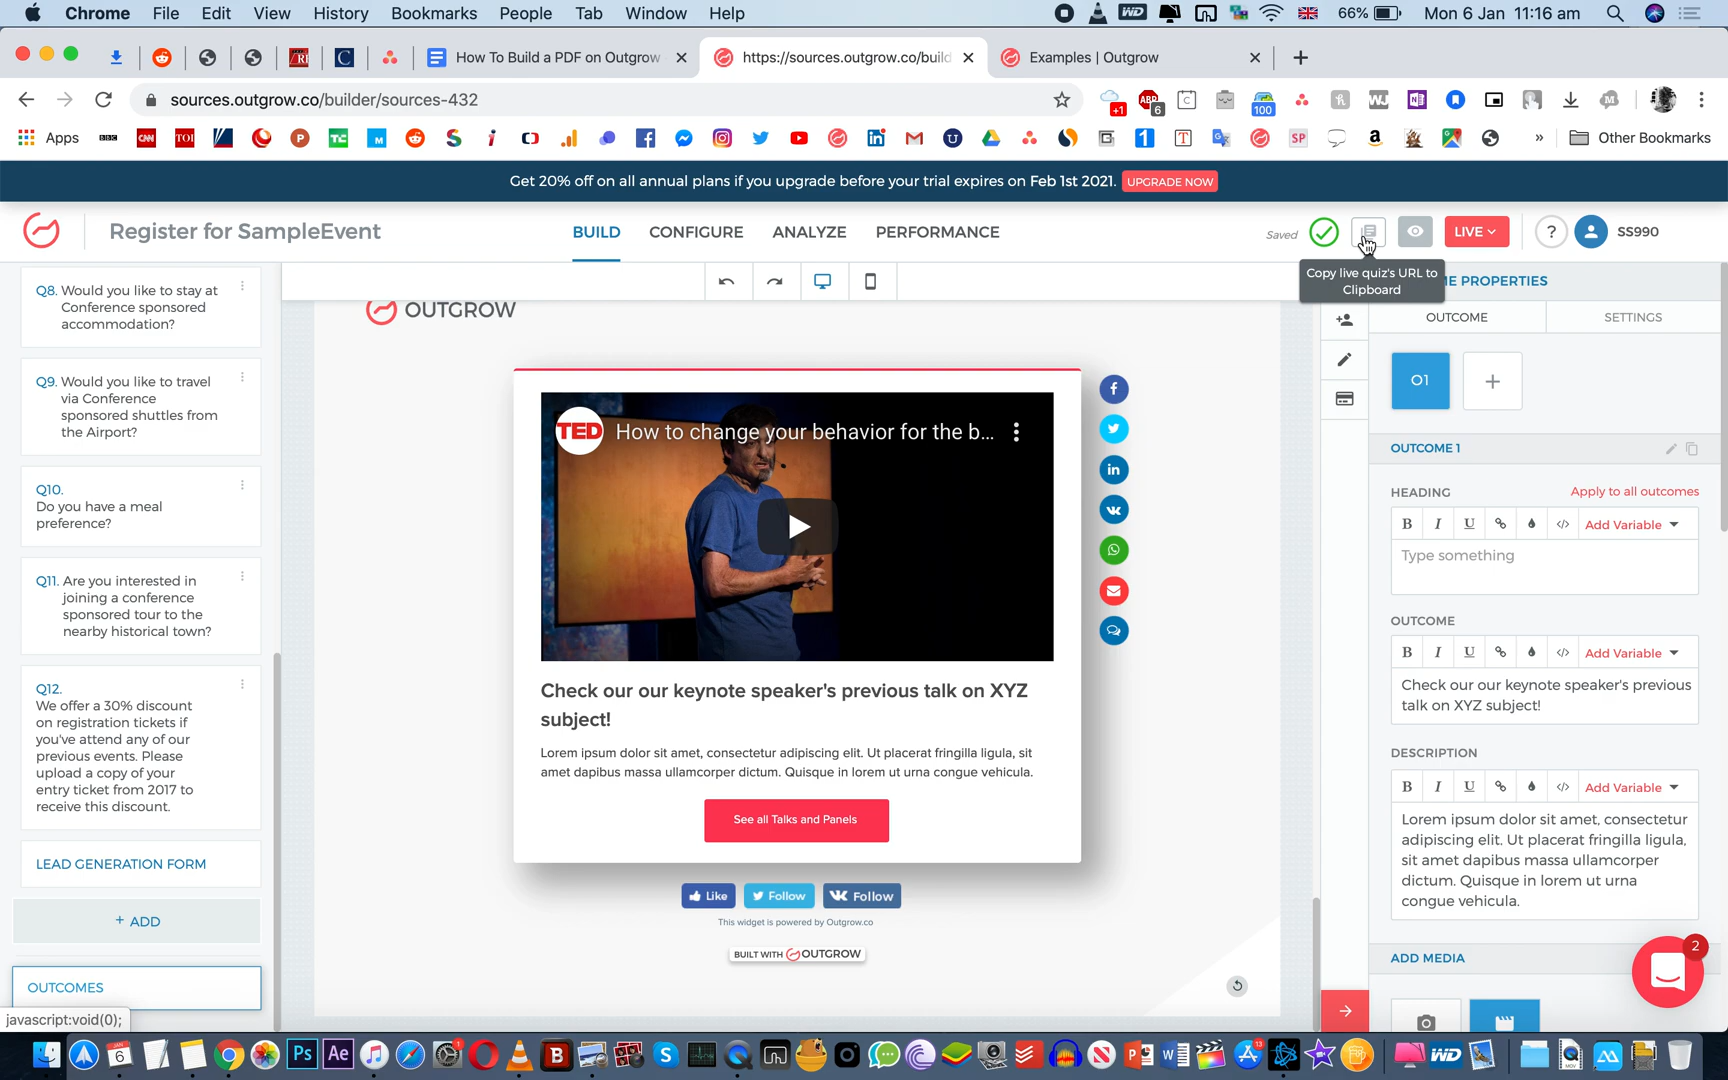 Chrome File Edit View History Bookmarks People Tab Window Help
66% Mon 6 Jan 11:16 am
How To Build a PDF on Outgrow
https://sources.outgrow.co/build
Examples | Outgrow
sources.outgrow.co/builder/sources-432
Apps
Other Bookmarks
Get 20% off on all annual plans if you upgrade before your trial expires on Feb 1st 2021. UPGRADE NOW
Register for SampleEvent
BUILD CONFIGURE ANALYZE PERFORMANCE
Saved
LIVE
?
SS990
Copy live quiz's URL to
Clipboard
ME PROPERTIES
OUTCOME SETTINGS
O1 +
OUTCOME 1
HEADING Apply to all outcomes
B I U Add Variable
Type something
OUTCOME
B I U Add Variable
Check our our keynote speaker's previous
talk on XYZ subject!
DESCRIPTION
B I U Add Variable
Lorem ipsum dolor sit amet, consectetur
adipiscing elit. Ut placerat fringilla ligula,
sit amet dapibus massa ullamcorper
dictum. Quisque in lorem ut urna
congue vehicula.
ADD MEDIA
2
Q8. Would you like to stay at
Conference sponsored
accommodation?
Q9. Would you like to travel
via Conference
sponsored shuttles from
the Airport?
Q10.
Do you have a meal
preference?
Q11. Are you interested in
joining a conference
sponsored tour to the
nearby historical town?
Q12.
We offer a 30% discount
on registration tickets if
you've attend any of our
previous events. Please
upload a copy of your
entry ticket from 2017 to
receive this discount.
LEAD GENERATION FORM
+ ADD
OUTCOMES
javascript:void(0);
OUTGROW
TED How to change your behavior for the b...
Check our our keynote speaker's previous talk on XYZ
subject!
Lorem ipsum dolor sit amet, consectetur adipiscing elit. Ut placerat fringilla ligula, sit
amet dapibus massa ullamcorper dictum. Quisque in lorem ut urna congue vehicula.
See all Talks and Panels
Like Follow Follow
This widget is powered by Outgrow.co
BUILT WITH OUTGROW